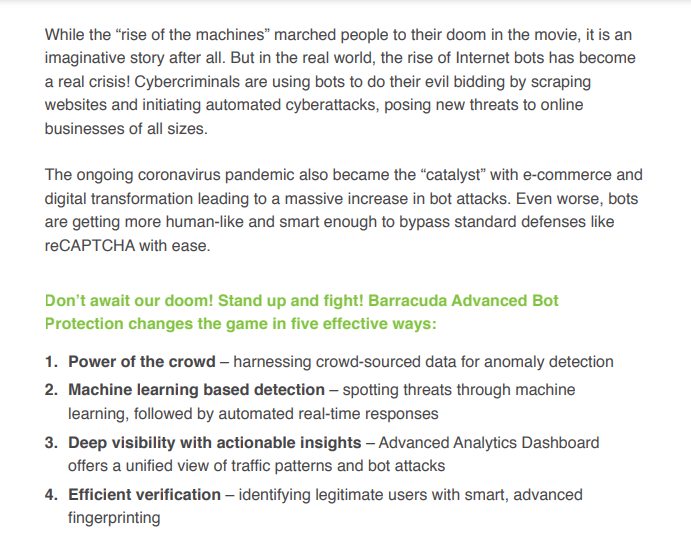 While the “rise of the machines” marched people to their doom in the movie, it is an
imaginative story after all. But in the real world, the rise of Internet bots has become
a real crisis! Cybercriminals are using bots to do their evil bidding by scraping
websites and initiating automated cyberattacks, posing new threats to online
businesses of all sizes.
The ongoing coronavirus pandemic also became the “catalyst” with e-commerce and
digital transformation leading to a massive increase in bot attacks. Even worse, bots
are getting more human-like and smart enough to bypass standard defenses like
reCAPTCHA with ease.
Don’t await our doom! Stand up and fight! Barracuda Advanced Bot
Protection changes the game in five effective ways:
1. Power of the crowd – harnessing crowd-sourced data for anomaly detection
2. Machine learning based detection – spotting threats through machine
learning, followed by automated real-time responses
3. Deep visibility with actionable insights – Advanced Analytics Dashboard
offers a unified view of traffic patterns and bot attacks
4. Efficient verification – identifying legitimate users with smart, advanced
fingerprinting